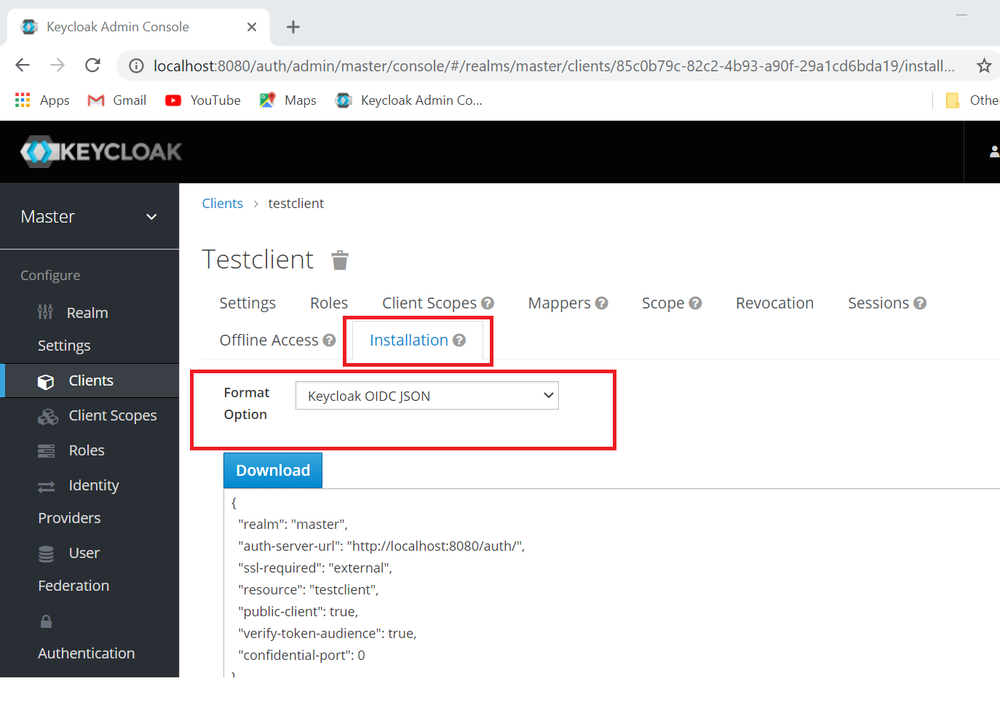 Keycloak Admin Console
localhost:8080/auth/admin/master/console/#/realms/master/clients/85c0b79c-82c2-4b93-a90f-29a1cd6bda19/install...
Apps Gmail YouTube Maps Keycloak Admin Co... Othe
KEYCLOAK
Master
Configure
Realm
Settings
Clients
Client Scopes
Roles
Identity
Providers
User
Federation
Authentication
Clients > testclient
Testclient
Settings Roles Client Scopes Mappers Scope Revocation Sessions
Offline Access Installation
Format
Option
Keycloak OIDC JSON
Download
{
"realm": "master",
"auth-server-url": "http://localhost:8080/auth/",
"ssl-required": "external",
"resource": "testclient",
"public-client": true,
"verify-token-audience": true,
"confidential-port": 0
}